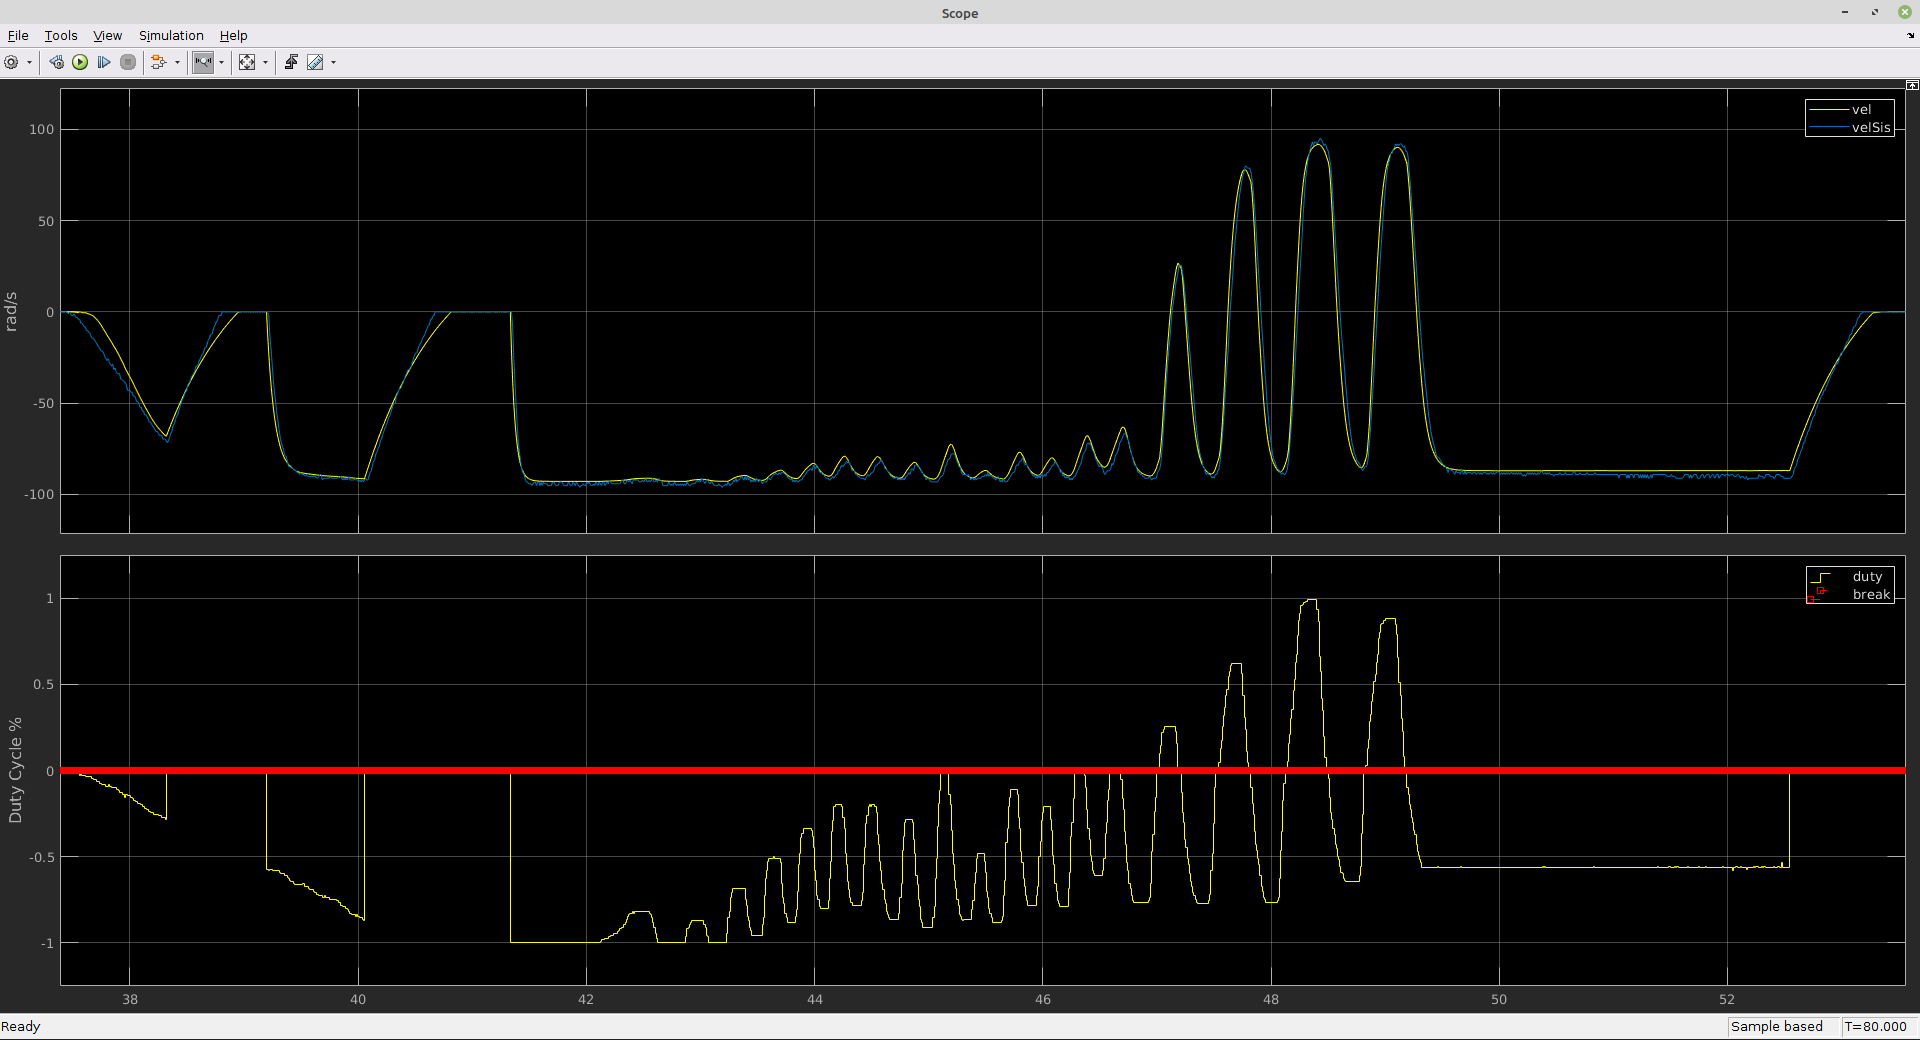 Scope
File Tools View Simulation Help
vel
velSis
100
50
0
-50
-100
rad/s
duty
break
1
0.5
0
-0.5
-1
Duty Cycle %
38 40 42 44 46 48 50 52
Ready
Sample based T=80.000